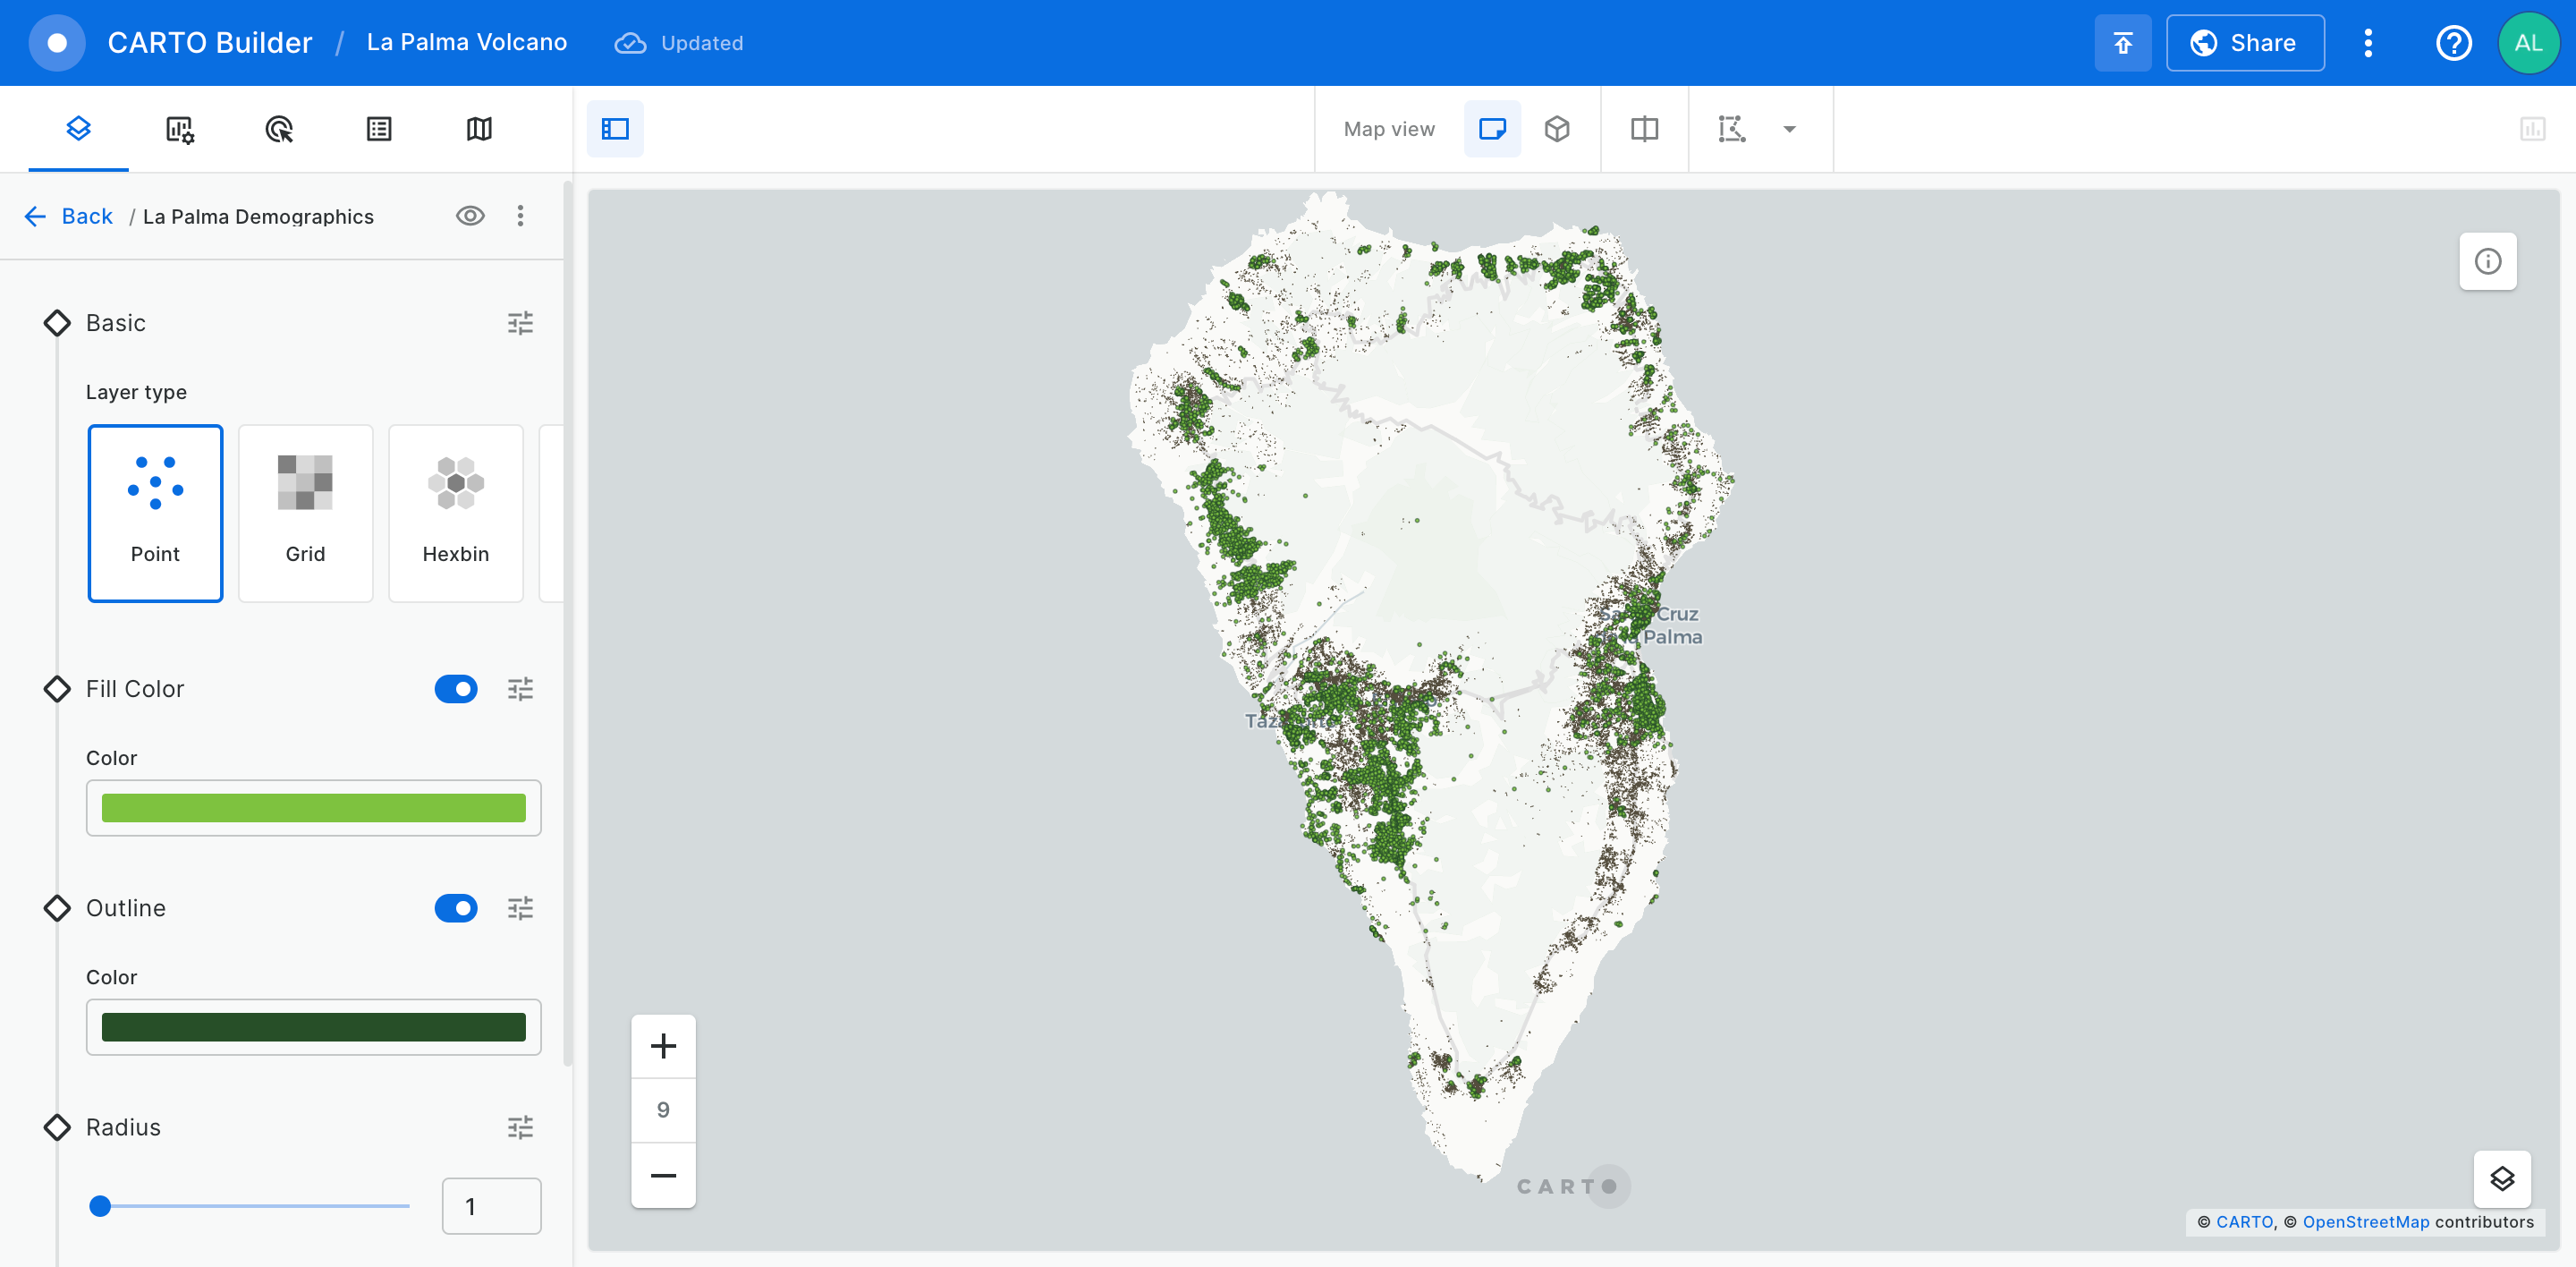 CARTO Builder / La Palma Volcano Updated Share AL
Map view
Back / La Palma Demographics
Basic
Layer type
Point Grid Hexbin
Fill Color
Color
Outline
Color
Radius
1
Cruz
Palma
+
9
−
CARTO
© CARTO, © OpenStreetMap contributors